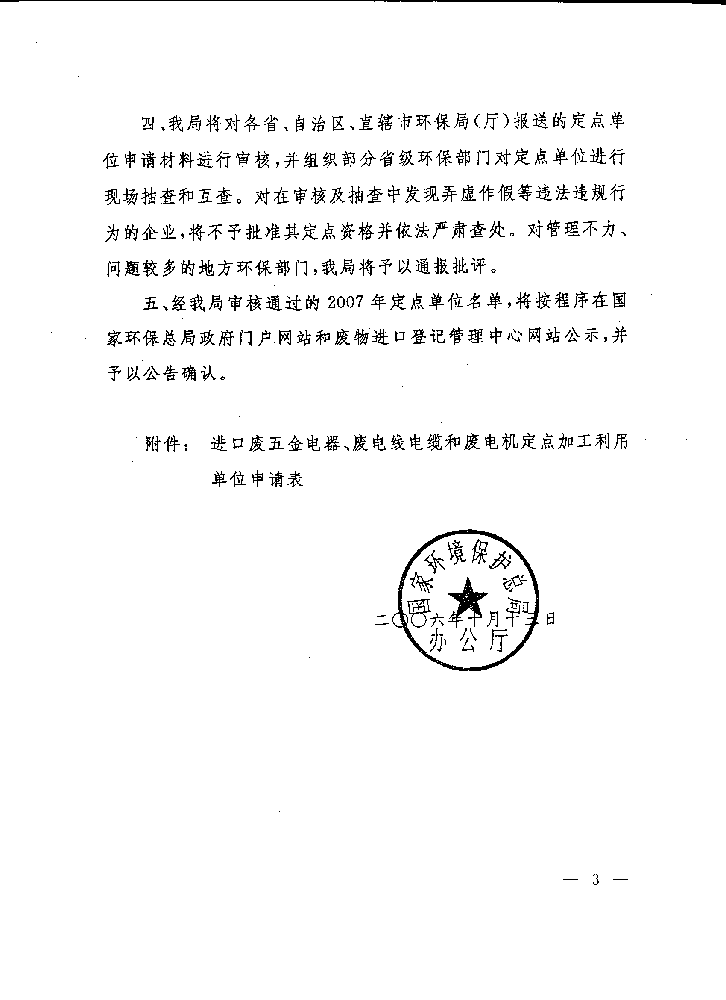 四、我局将对各省、自治区、直辖市环保局(厅)报送的定点单
位申请材料进行审核,并组织部分省级环保部门对定点单位进行
现场抽查和互查。对在审核及抽查中发现弄虚作假等违法违规行
为的企业,将不予批准其定点资格并依法严肃查处。对管理不力、
问题较多的地方环保部门,我局将予以通报批评。
五、经我局审核通过的 2007 年定点单位名单,将按程序在国
家环保总局政府门户网站和废物进口登记管理中心网站公示,并
予以公告确认。
附件： 进口废五金电器、废电线电缆和废电机定点加工利用
单位申请表
国家环境保护总局
二〇〇六年十月十三日
办公厅
— 3 —